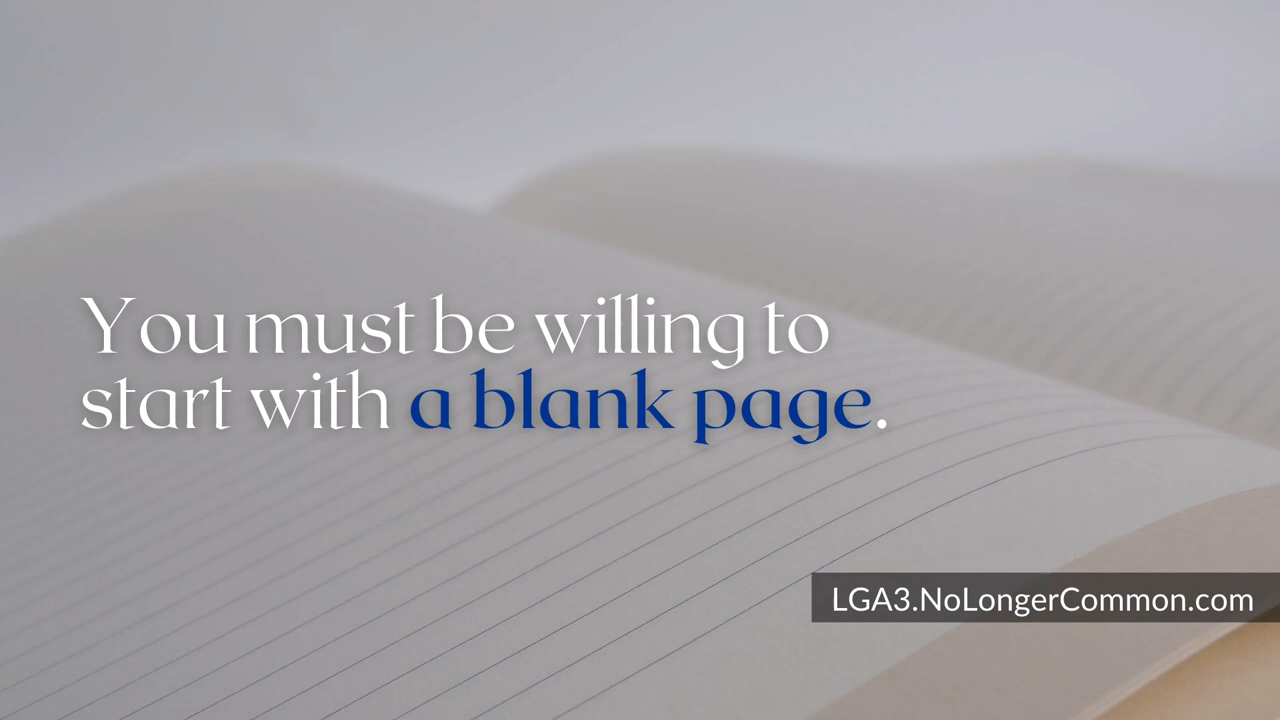 You must be willing to
start with a blank page.
LGA3.NoLongerCommon.com